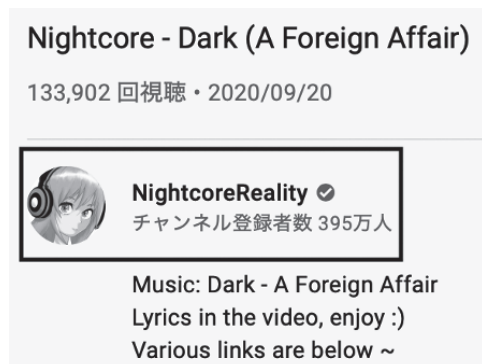 Nightcore - Dark (A Foreign Affair)
133,902 回視聴・2020/09/20
NightcoreReality
チャンネル登録者数 395万人
Music: Dark - A Foreign Affair
Lyrics in the video, enjoy :)
Various links are below ~